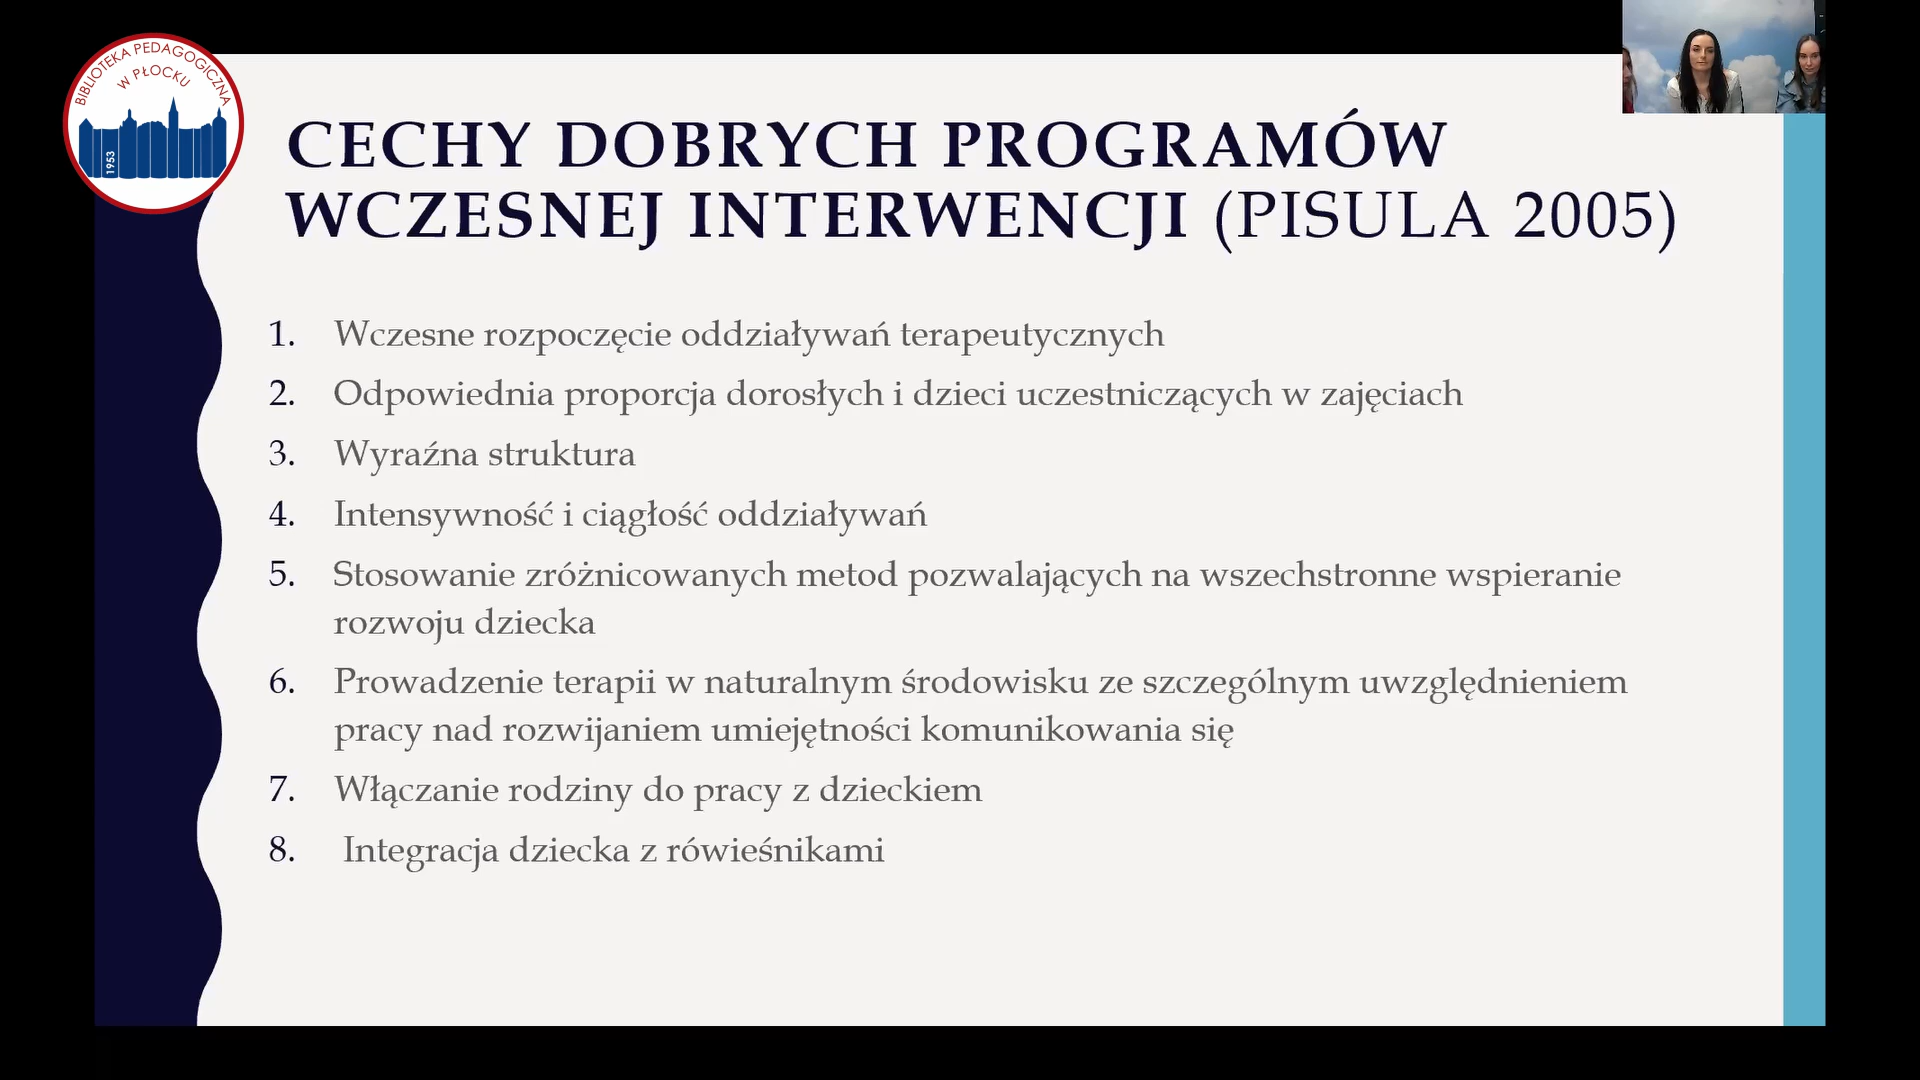 BIBLIOTEKA PEDAGOGICZNA
W PŁOCKU
1953
CECHY DOBRYCH PROGRAMÓW
WCZESNEJ INTERWENCJI (PISULA 2005)
1. Wczesne rozpoczęcie oddziaływań terapeutycznych
2. Odpowiednia proporcja dorosłych i dzieci uczestniczących w zajęciach
3. Wyraźna struktura
4. Intensywność i ciągłość oddziaływań
5. Stosowanie zróżnicowanych metod pozwalających na wszechstronne wspieranie
rozwoju dziecka
6. Prowadzenie terapii w naturalnym środowisku ze szczególnym uwzględnieniem
pracy nad rozwijaniem umiejętności komunikowania się
7. Włączanie rodziny do pracy z dzieckiem
8. Integracja dziecka z rówieśnikami